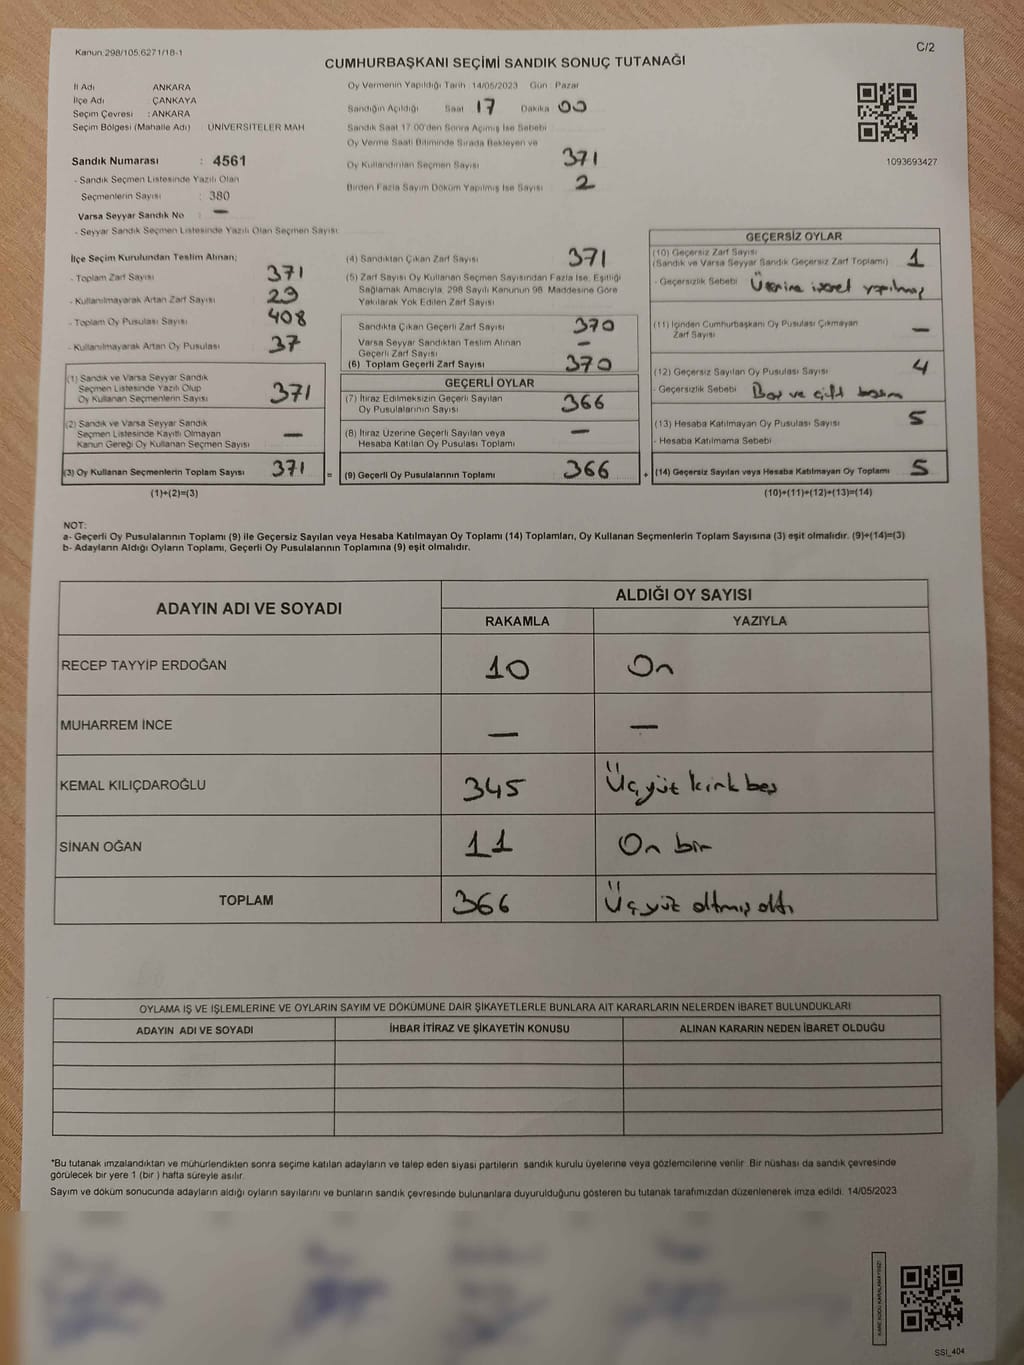 Kanun 298/105,6271/18-1
C/2
CUMHURBAŞKANI SEÇİMİ SANDIK SONUÇ TUTANAĞI
İl Adı ANKARA
İlçe Adı ÇANKAYA
Seçim Çevresi : ANKARA
Seçim Bölgesi (Mahalle Adı) ÜNİVERSİTELER MAH
Sandık Numarası : 4561
- Sandık Seçmen Listesinde Yazılı Olan
Seçmenlerin Sayısı : 380
Varsa Seyyar Sandık No : —
- Seyyar Sandık Seçmen Listesinde Yazılı Olan Seçmen Sayısı:
Oy Vermenin Yapıldığı Tarih 14/05/2023 Gün Pazar
Sandığın Açıldığı Saat 17 Dakika 00
Sandık Saat 17.00'den Sonra Açılmış İse Sebebi
Oy Verme Saati Bitiminde Sırada Bekleyen ve
Oy Kullandırılan Seçmen Sayısı 371
Birden Fazla Sayım Döküm Yapılmış İse Sayısı 2
1093693427
İlçe Seçim Kurulundan Teslim Alınan;
- Toplam Zarf Sayısı 371
- Kullanılmayarak Artan Zarf Sayısı 29
- Toplam Oy Pusulası Sayısı 408
- Kullanılmayarak Artan Oy Pusulası 37
(1) Sandık ve Varsa Seyyar Sandık
Seçmen Listesinde Yazılı Olup
Oy Kullanan Seçmenlerin Sayısı 371
(2) Sandık ve Varsa Seyyar Sandık
Seçmen Listesinde Kayıtlı Olmayan
Kanun Gereği Oy Kullanan Seçmen Sayısı —
(3) Oy Kullanan Seçmenlerin Toplam Sayısı 371 =
(1)+(2)=(3)
(4) Sandıktan Çıkan Zarf Sayısı 371
(5) Zarf Sayısı Oy Kullanan Seçmen Sayısından Fazla İse, Eşitliği
Sağlamak Amacıyla, 298 Sayılı Kanunun 98. Maddesine Göre
Yakılarak Yok Edilen Zarf Sayısı
Sandıkta Çıkan Geçerli Zarf Sayısı 370
Varsa Seyyar Sandıktan Teslim Alınan
Geçerli Zarf Sayısı —
(6) Toplam Geçerli Zarf Sayısı 370
GEÇERLİ OYLAR
(7) İtiraz Edilmeksizin Geçerli Sayılan
Oy Pusulalarının Sayısı 366
(8) İtiraz Üzerine Geçerli Sayılan veya
Hesaba Katılan Oy Pusulası Toplamı —
(9) Geçerli Oy Pusulalarının Toplamı 366 +
GEÇERSİZ OYLAR
(10) Geçersiz Zarf Sayısı
(Sandık ve Varsa Seyyar Sandık Geçersiz Zarf Toplamı) 1
- Geçersizlik Sebebi Üzerine işaret yapılmış
(11) İçinden Cumhurbaşkanı Oy Pusulası Çıkmayan
Zarf Sayısı —
(12) Geçersiz Sayılan Oy Pusulası Sayısı 4
- Geçersizlik Sebebi Boş ve çift basım
(13) Hesaba Katılmayan Oy Pusulası Sayısı 5
- Hesaba Katılmama Sebebi
(14) Geçersiz Sayılan veya Hesaba Katılmayan Oy Toplamı 5
(10)+(11)+(12)+(13)=(14)
NOT:
a- Geçerli Oy Pusulalarının Toplamı (9) ile Geçersiz Sayılan veya Hesaba Katılmayan Oy Toplamı (14) Toplamları, Oy Kullanan Seçmenlerin Toplam Sayısına (3) eşit olmalıdır. (9)+(14)=(3)
b- Adayların Aldığı Oyların Toplamı, Geçerli Oy Pusulalarının Toplamına (9) eşit olmalıdır.
ADAYIN ADI VE SOYADI
ALDIĞI OY SAYISI
RAKAMLA YAZIYLA
RECEP TAYYİP ERDOĞAN 10 On
MUHARREM İNCE — —
KEMAL KILIÇDAROĞLU 345 Üçyüz kırk beş
SİNAN OĞAN 11 On bir
TOPLAM 366 Üçyüz altmış altı
OYLAMA İŞ VE İŞLEMLERİNE VE OYLARIN SAYIM VE DÖKÜMÜNE DAİR ŞİKAYETLERLE BUNLARA AİT KARARLARIN NELERDEN İBARET BULUNDUKLARI
ADAYIN ADI VE SOYADI İHBAR İTİRAZ VE ŞİKAYETİN KONUSU ALINAN KARARIN NEDEN İBARET OLDUĞU
*Bu tutanak imzalandıktan ve mühürlendikten sonra seçime katılan adayların ve talep eden siyasi partilerin sandık kurulu üyelerine veya gözlemcilerine verilir. Bir nüshası da sandık çevresinde
görülecek bir yere 1 (bir ) hafta süreyle asılır.
Sayım ve döküm sonucunda adayların aldığı oyların sayılarını ve bunların sandık çevresinde bulunanlara duyurulduğunu gösteren bu tutanak tarafımızdan düzenlenerek imza edildi. 14/05/2023
KARE KODU KARALAMAYINIZ!
SSI_404